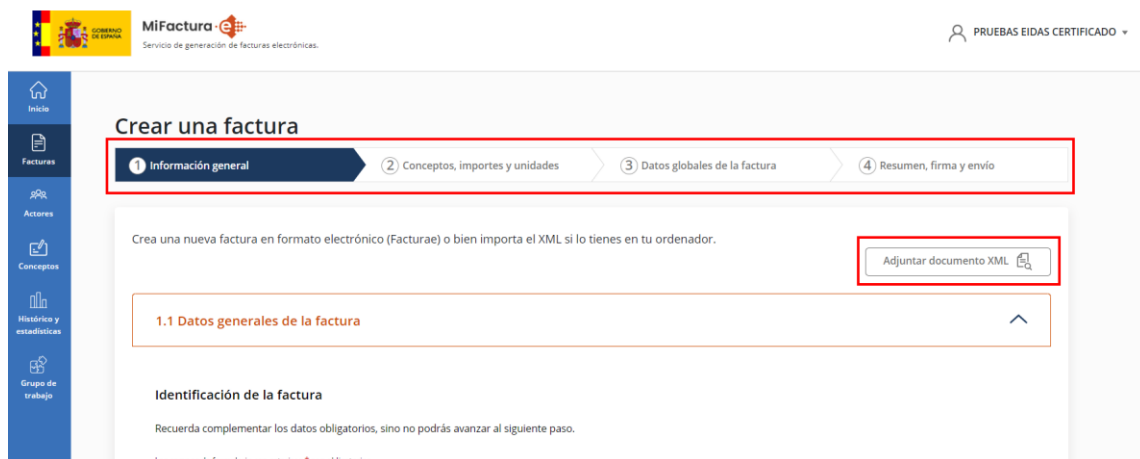 GOBIERNO
DE ESPAÑA
MiFactura·e
Servicio de generación de facturas electrónicas.
PRUEBAS EIDAS CERTIFICADO
Inicio
Facturas
Actores
Conceptos
Histórico y
estadísticas
Grupo de
trabajo
Crear una factura
1 Información general
2 Conceptos, importes y unidades
3 Datos globales de la factura
4 Resumen, firma y envío
Crea una nueva factura en formato electrónico (Facturae) o bien importa el XML si lo tienes en tu ordenador.
Adjuntar documento XML
1.1 Datos generales de la factura
Identificación de la factura
Recuerda complementar los datos obligatorios, sino no podrás avanzar al siguiente paso.